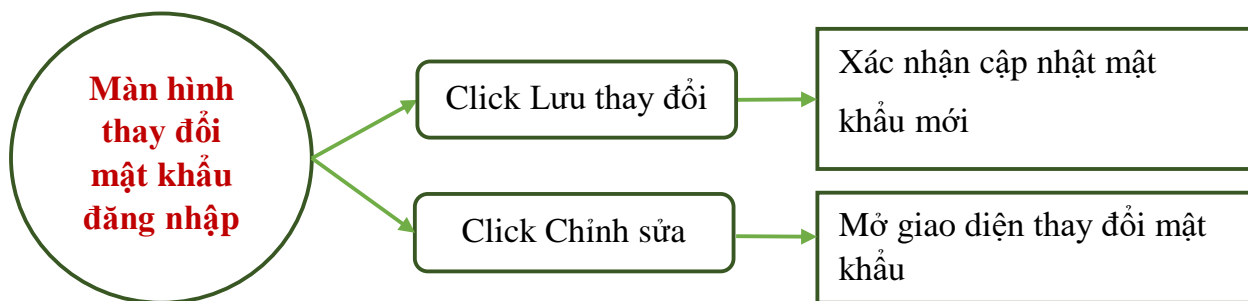 Màn hình
thay đổi
mật khẩu
đăng nhập
Click Lưu thay đổi
Xác nhận cập nhật mật
khẩu mới
Click Chỉnh sửa
Mở giao diện thay đổi mật
khẩu